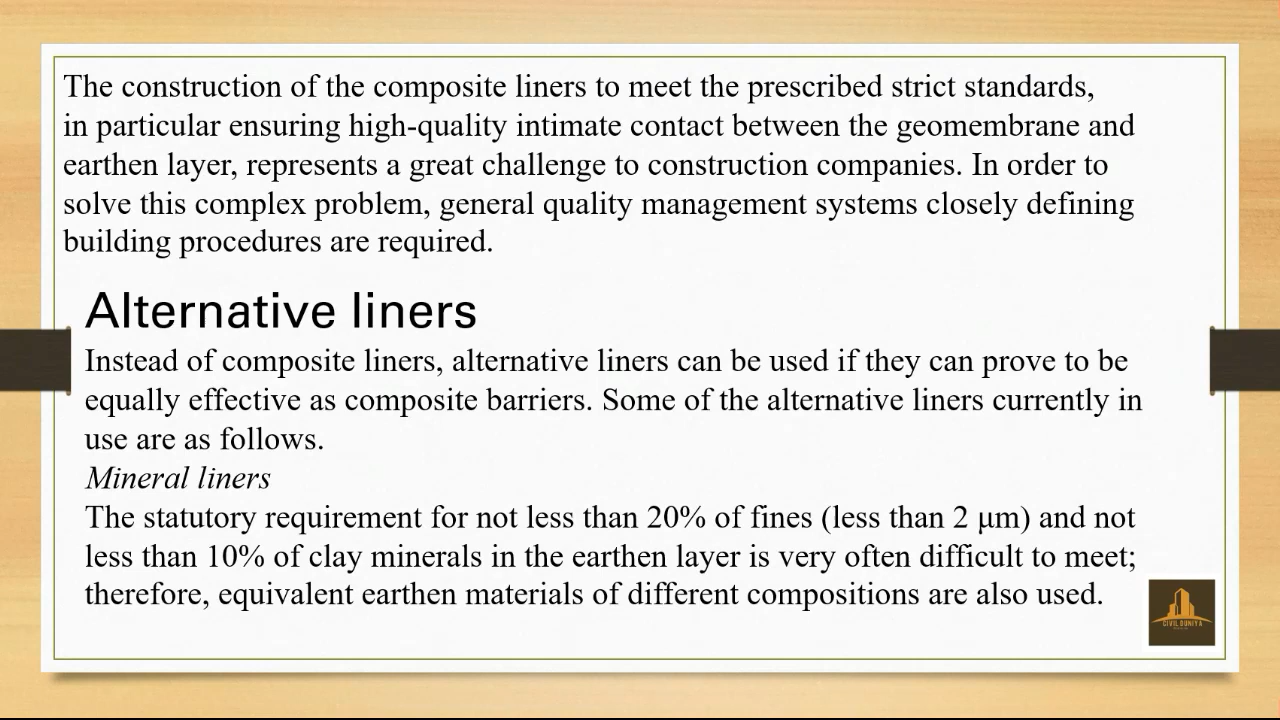 The construction of the composite liners to meet the prescribed strict standards,
in particular ensuring high-quality intimate contact between the geomembrane and
earthen layer, represents a great challenge to construction companies. In order to
solve this complex problem, general quality management systems closely defining
building procedures are required.
Alternative liners
Instead of composite liners, alternative liners can be used if they can prove to be
equally effective as composite barriers. Some of the alternative liners currently in
use are as follows.
Mineral liners
The statutory requirement for not less than 20% of fines (less than 2 μm) and not
less than 10% of clay minerals in the earthen layer is very often difficult to meet;
therefore, equivalent earthen materials of different compositions are also used.
CIVIL DUNIYA